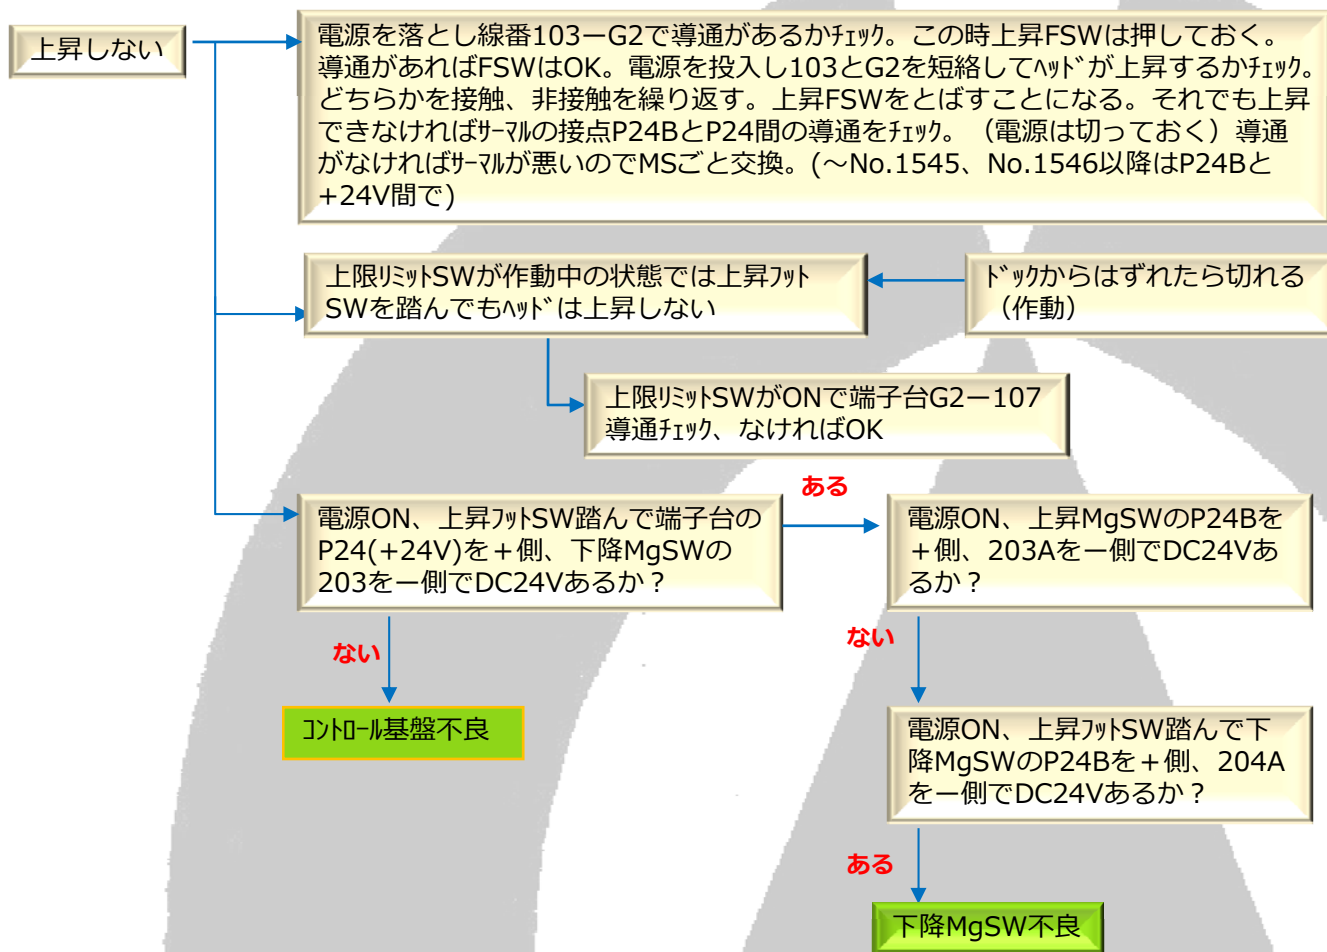 上昇しない
電源を落とし線番103ーG2で導通があるかﾁｪｯｸ。この時上昇FSWは押しておく。
導通があればFSWはOK。電源を投入し103とG2を短絡してﾍｯﾄﾞが上昇するかﾁｪｯｸ。
どちらかを接触、非接触を繰り返す。上昇FSWをとばすことになる。それでも上昇
できなければｻｰﾏﾙの接点P24BとP24間の導通をﾁｪｯｸ。（電源は切っておく）導通
がなければｻｰﾏﾙが悪いのでMSごと交換。(～No.1545、No.1546以降はP24Bと
+24V間で)
上限ﾘﾐｯﾄSWが作動中の状態では上昇ﾌｯﾄ
SWを踏んでもﾍｯﾄﾞは上昇しない
ﾄﾞｯｸからはずれたら切れる
（作動）
上限ﾘﾐｯﾄSWがONで端子台G2ー107
導通ﾁｪｯｸ、なければOK
電源ON、上昇ﾌｯﾄSW踏んで端子台の
P24(+24V)を＋側、下降MgSWの
203をー側でDC24Vあるか？
ある
電源ON、上昇MgSWのP24Bを
＋側、203Aをー側でDC24Vあ
るか？
ない
ｺﾝﾄﾛｰﾙ基盤不良
ない
電源ON、上昇ﾌｯﾄSW踏んで下
降MgSWのP24Bを＋側、204A
をー側でDC24Vあるか？
ある
下降MgSW不良